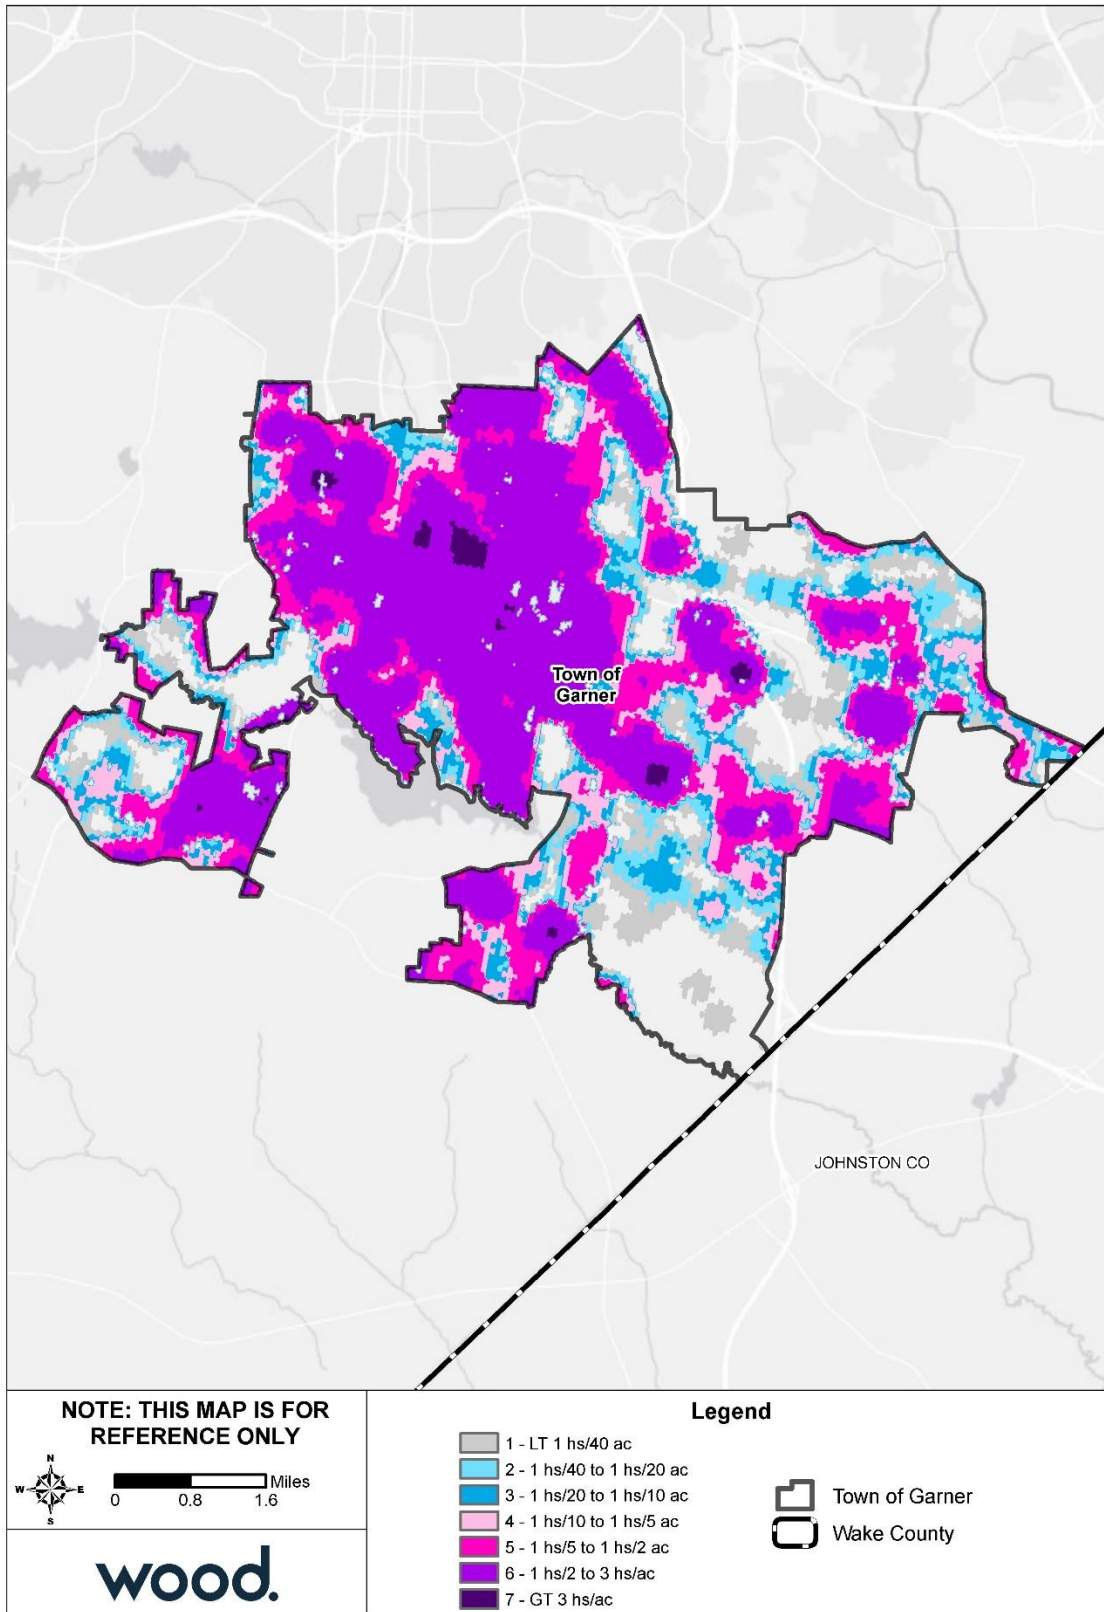 Town of
Garner
JOHNSTON CO
NOTE: THIS MAP IS FOR
REFERENCE ONLY
N
W E
S
Miles
0 0.8 1.6
wood.
Legend
1 - LT 1 hs/40 ac
2 - 1 hs/40 to 1 hs/20 ac
3 - 1 hs/20 to 1 hs/10 ac
4 - 1 hs/10 to 1 hs/5 ac
5 - 1 hs/5 to 1 hs/2 ac
6 - 1 hs/2 to 3 hs/ac
7 - GT 3 hs/ac
Town of Garner
Wake County